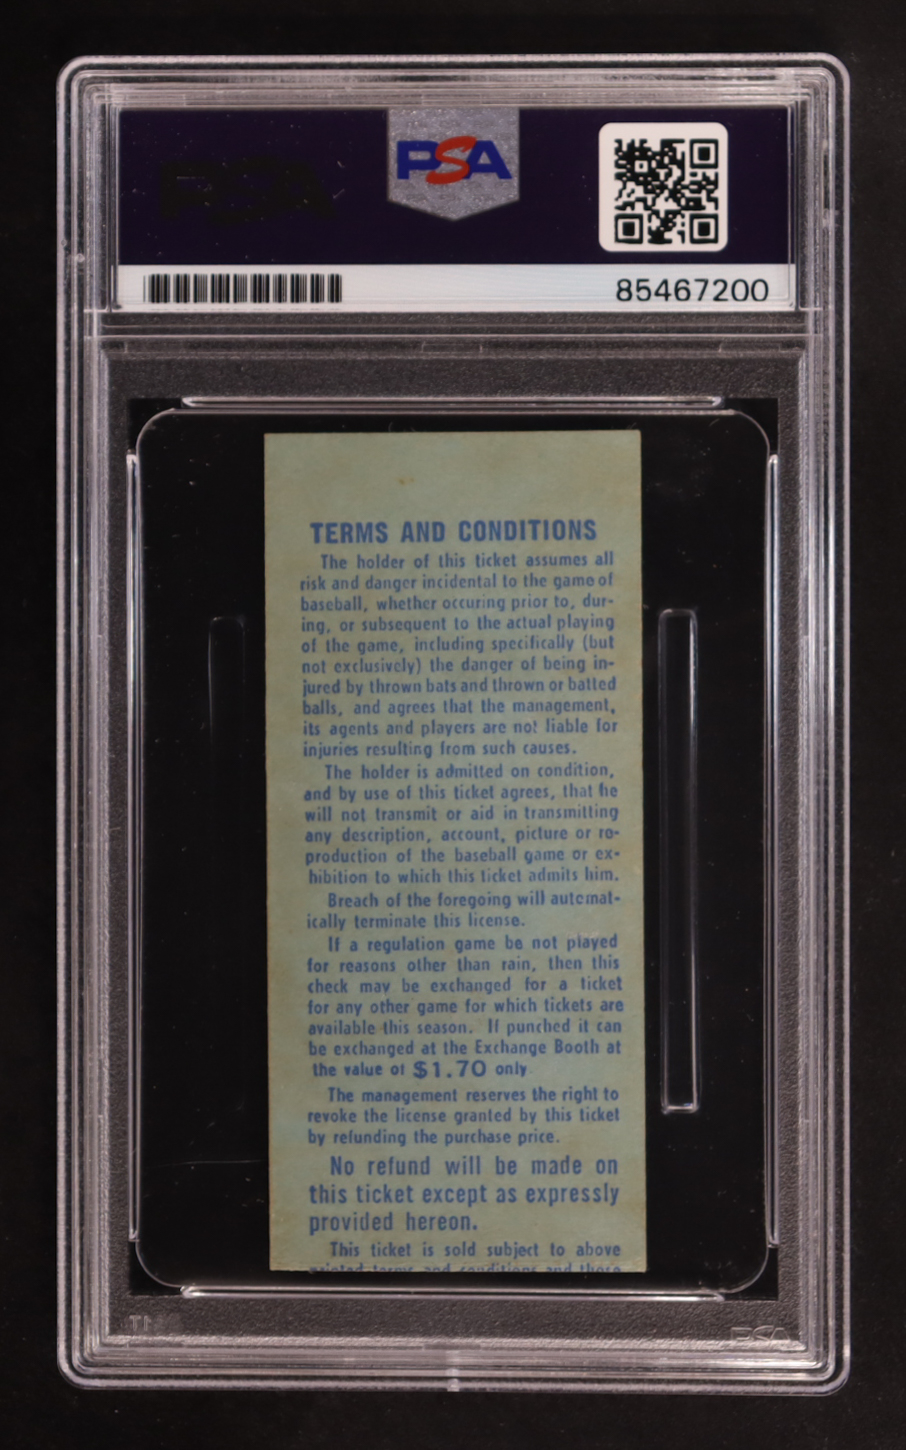 PSA
85467200
TERMS AND CONDITIONS
The holder of this ticket assumes all
risk and danger incidental to the game of
baseball, whether occuring prior to, dur-
ing, or subsequent to the actual playing
of the game, including specifically (but
not exclusively) the danger of being in-
jured by thrown bats and thrown or batted
balls, and agrees that the management,
its agents and players are not liable for
injuries resulting from such causes.
The holder is admitted on condition,
and by use of this ticket agrees, that he
will not transmit or aid in transmitting
any description, account, picture or re-
production of the baseball game or ex-
hibition to which this ticket admits him.
Breach of the foregoing will automat-
ically terminate this license.
If a regulation game be not played
for reasons other than rain, then this
check may be exchanged for a ticket
for any other game for which tickets are
available this season. If punched it can
be exchanged at the Exchange Booth at
the value of $1.70 only
The management reserves the right to
revoke the license granted by this ticket
by refunding the purchase price.
No refund will be made on
this ticket except as expressly
provided hereon.
This ticket is sold subject to above
printed terms and conditions and those
PSA